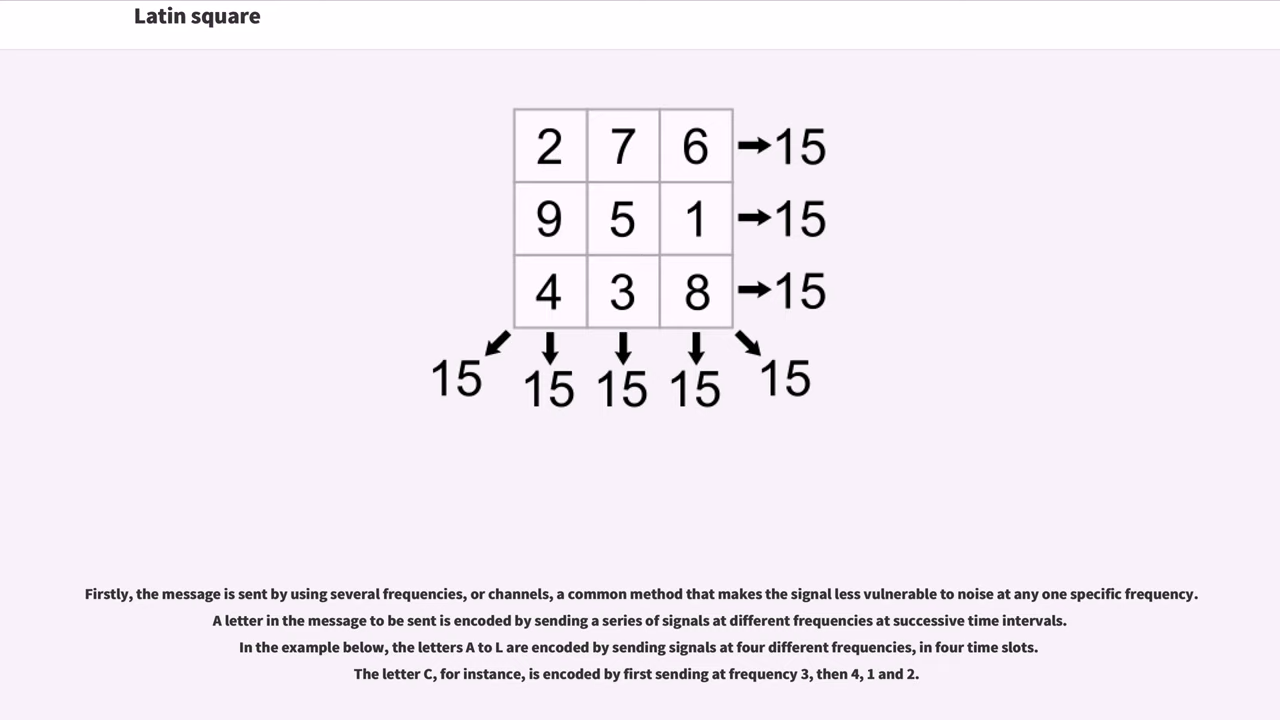 Latin square
2 7 6 →15
9 5 1 →15
4 3 8 →15
15 15 15 15 15
Firstly, the message is sent by using several frequencies, or channels, a common method that makes the signal less vulnerable to noise at any one specific frequency.
A letter in the message to be sent is encoded by sending a series of signals at different frequencies at successive time intervals.
In the example below, the letters A to L are encoded by sending signals at four different frequencies, in four time slots.
The letter C, for instance, is encoded by first sending at frequency 3, then 4, 1 and 2.